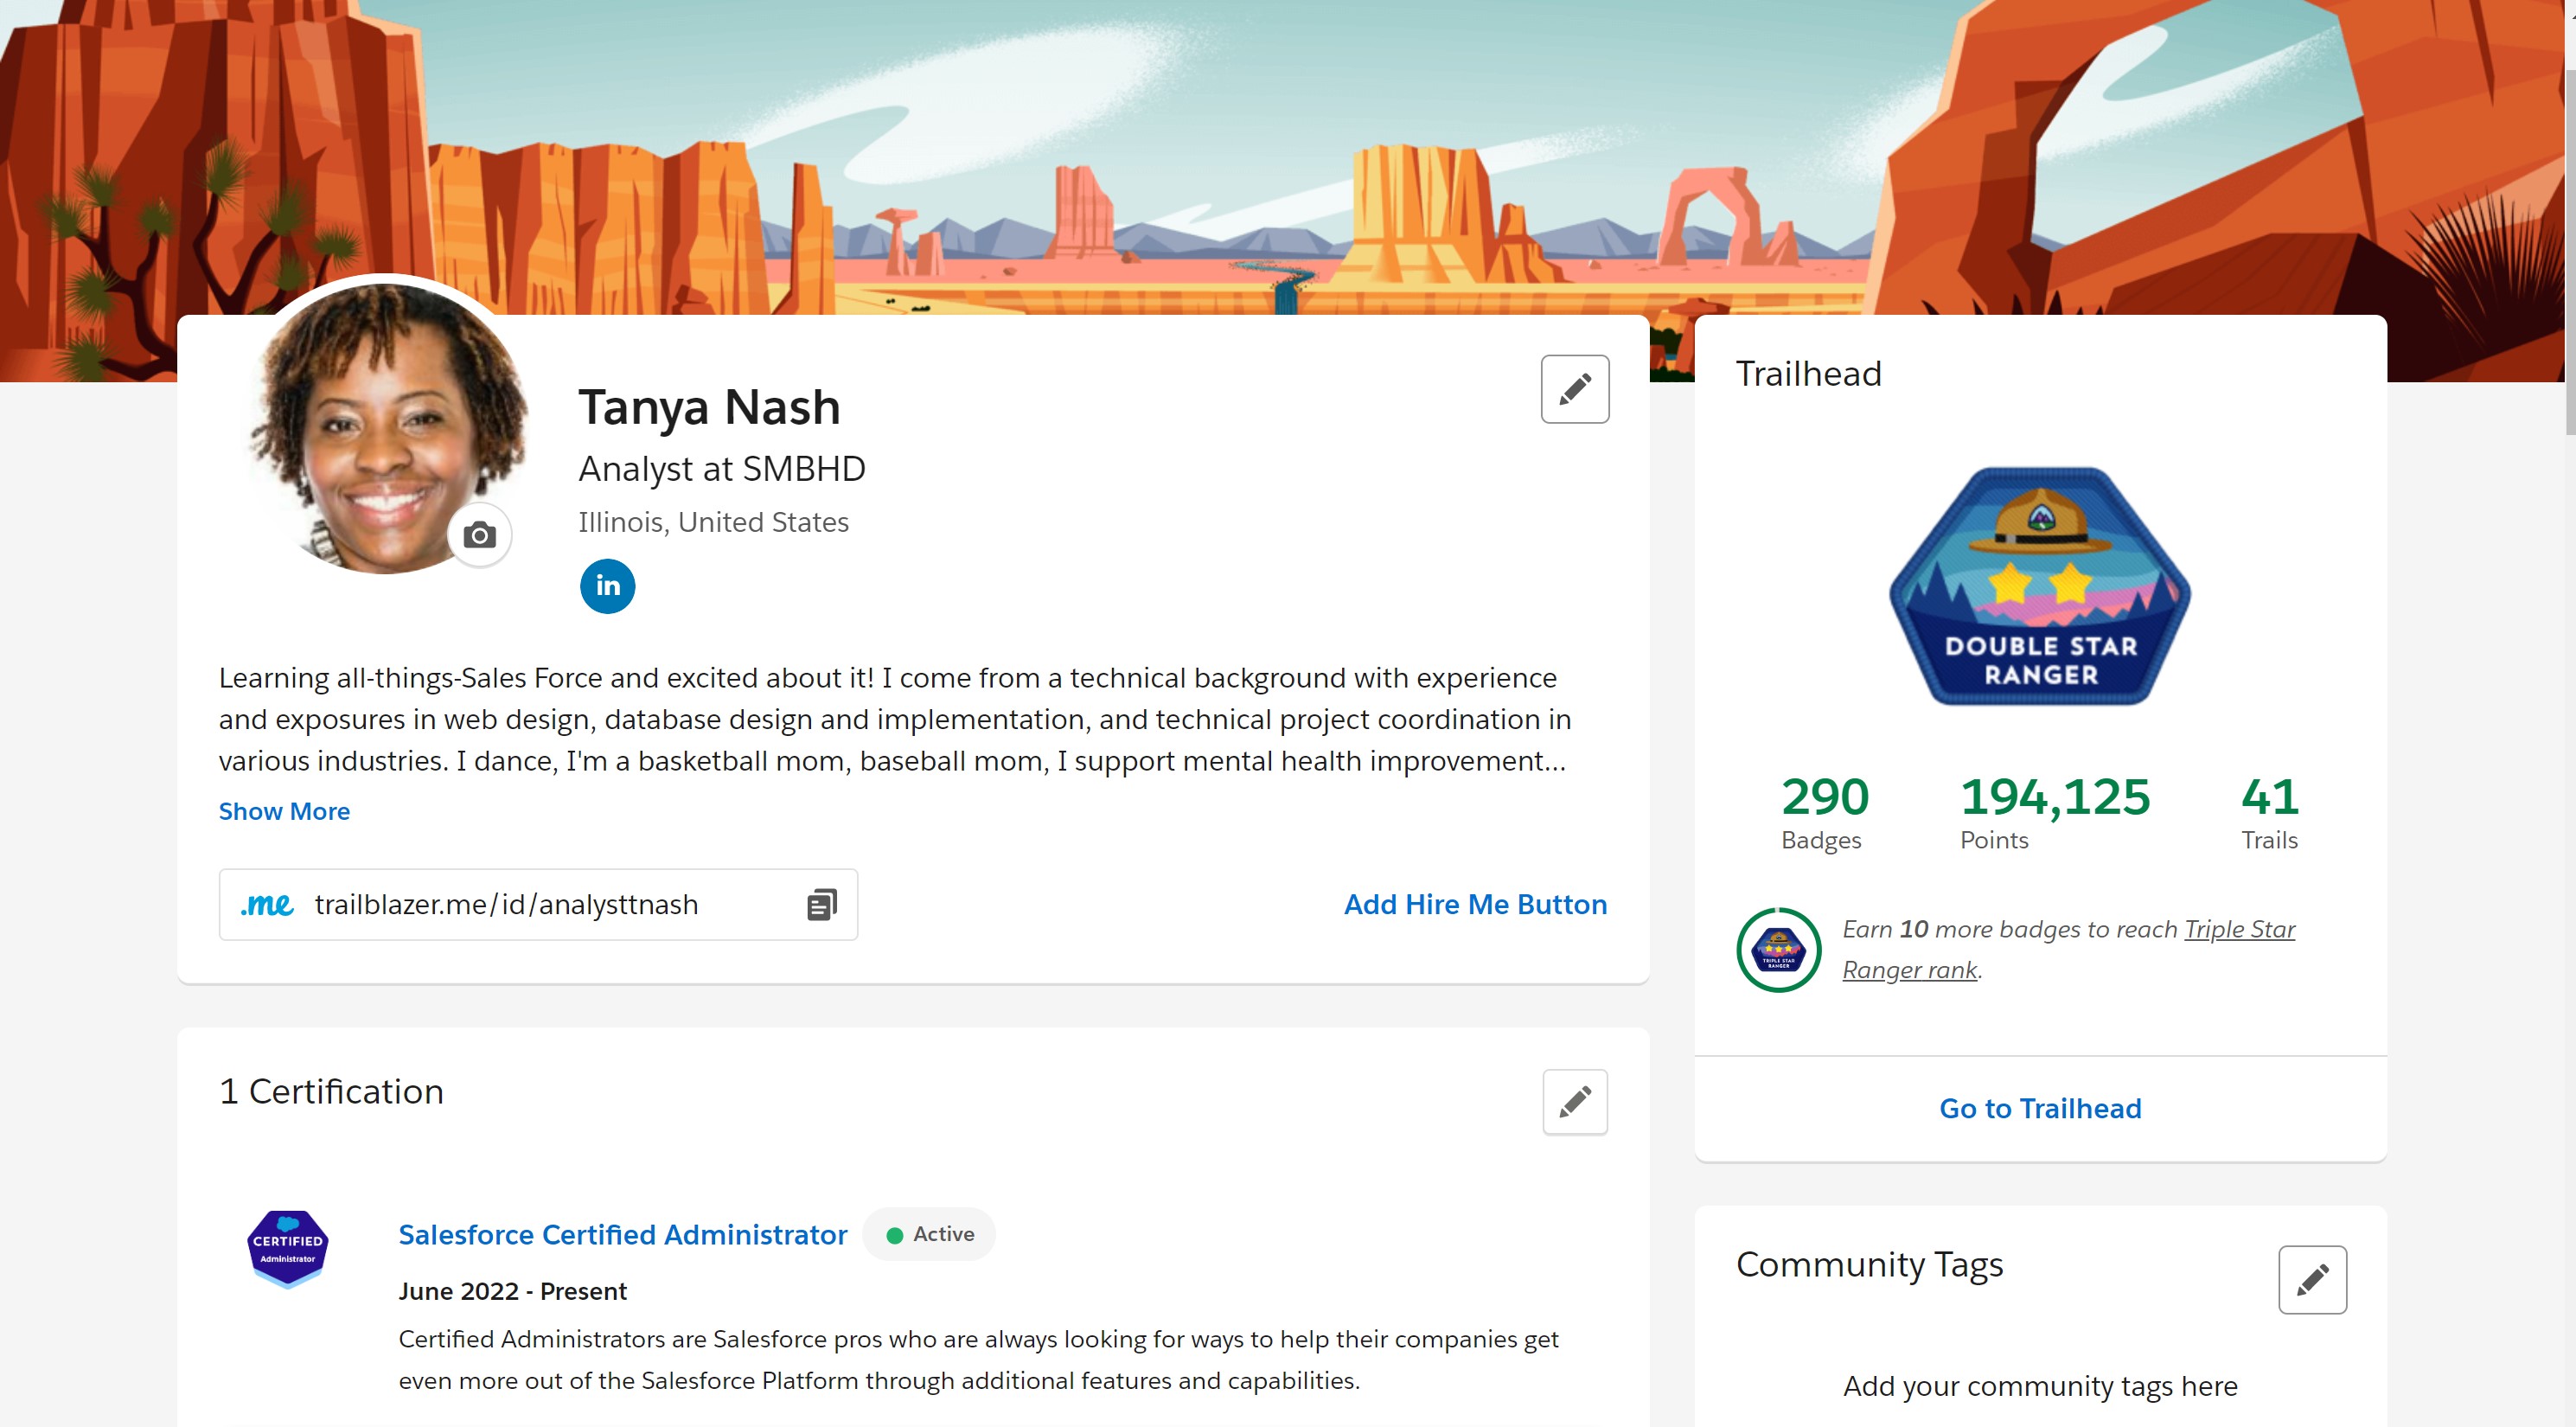 Tanya Nash
Analyst at SMBHD
Illinois, United States
in
Learning all-things-Sales Force and excited about it! I come from a technical background with experience
and exposures in web design, database design and implementation, and technical project coordination in
various industries. I dance, I'm a basketball mom, baseball mom, I support mental health improvement...
Show More
.me trailblazer.me/id/analysttnash
Add Hire Me Button
1 Certification
CERTIFIED
Administrator
Salesforce Certified Administrator
Active
June 2022 - Present
Certified Administrators are Salesforce pros who are always looking for ways to help their companies get
even more out of the Salesforce Platform through additional features and capabilities.
Trailhead
DOUBLE STAR
RANGER
290 194,125 41
Badges Points Trails
TRIPLE STAR
RANGER
Earn 10 more badges to reach Triple Star
Ranger rank.
Go to Trailhead
Community Tags
Add your community tags here